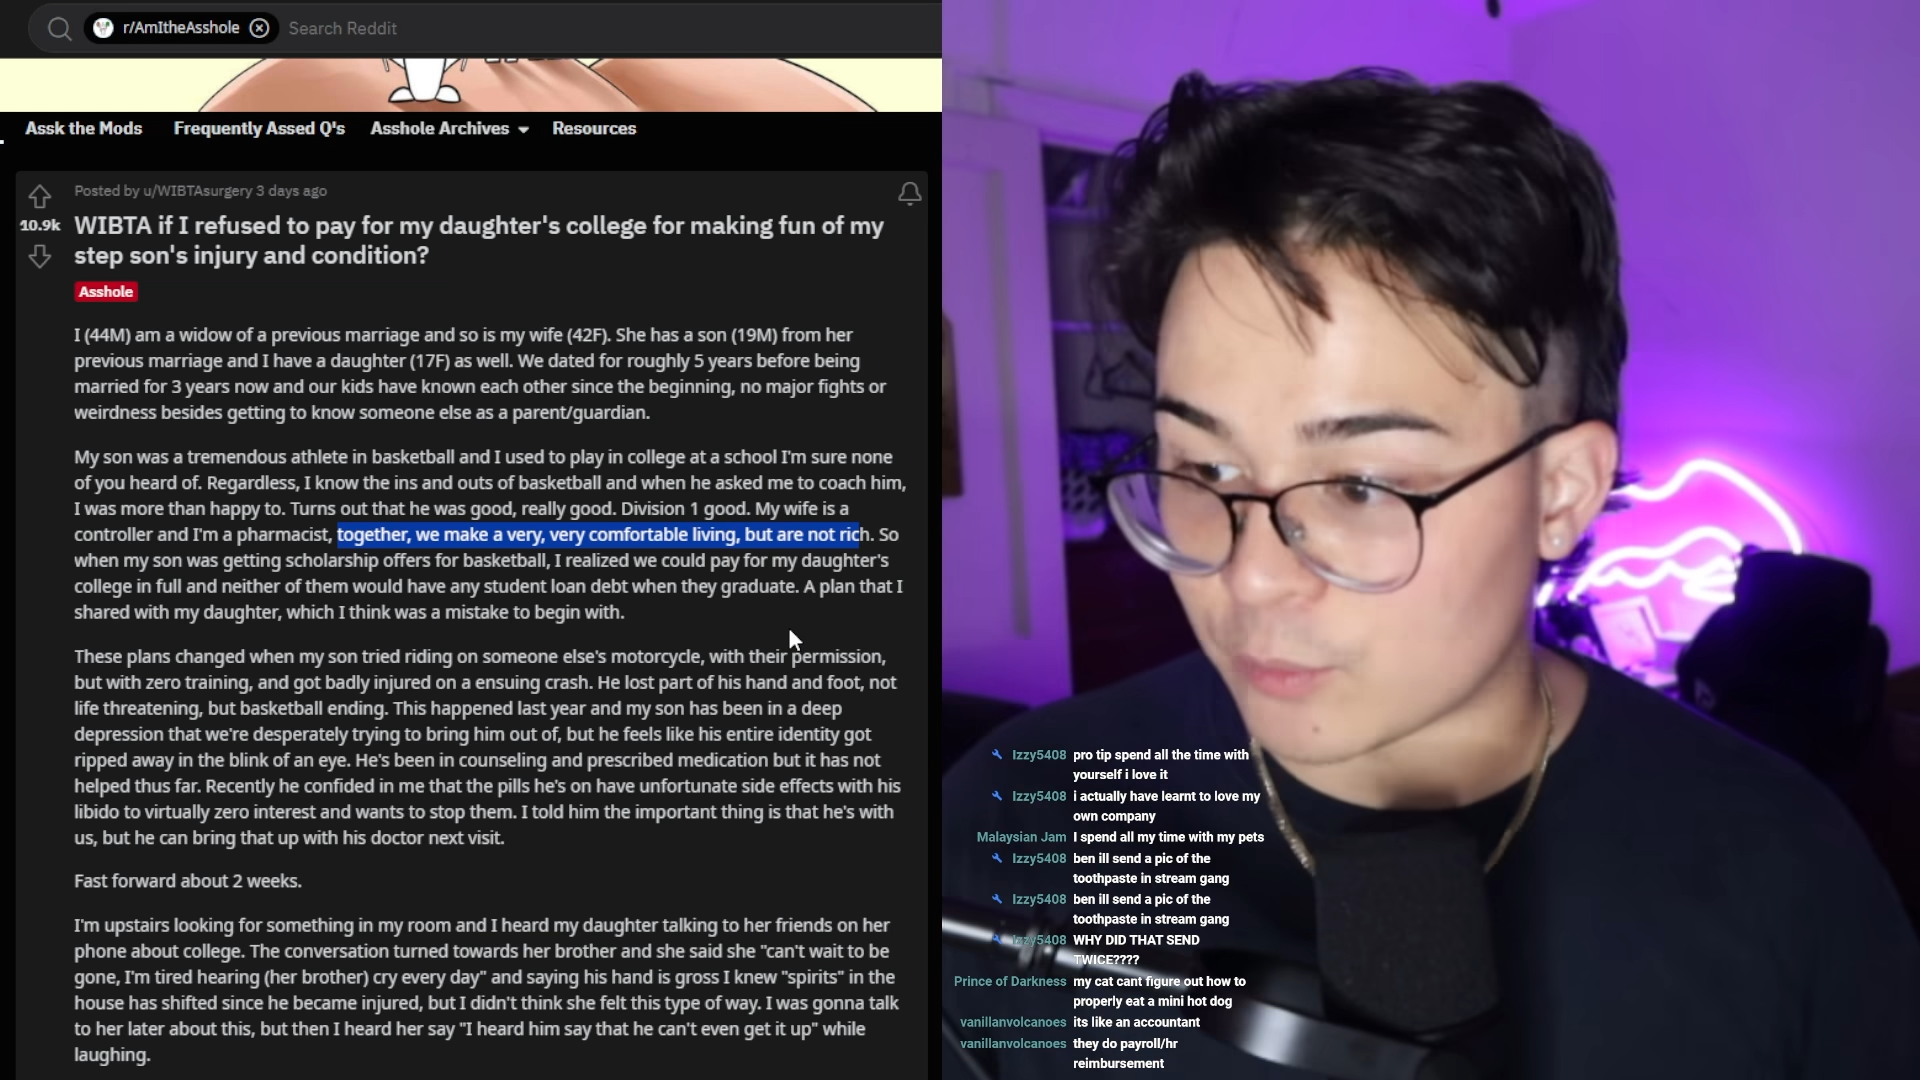 r/AmItheAsshole Search Reddit
Assk the Mods Frequently Assed Q's Asshole Archives Resources
Posted by u/WIBTAsurgery 3 days ago
10.9k
WIBTA if I refused to pay for my daughter's college for making fun of my
step son's injury and condition?
Asshole
I (44M) am a widow of a previous marriage and so is my wife (42F). She has a son (19M) from her
previous marriage and I have a daughter (17F) as well. We dated for roughly 5 years before being
married for 3 years now and our kids have known each other since the beginning, no major fights or
weirdness besides getting to know someone else as a parent/guardian.
My son was a tremendous athlete in basketball and I used to play in college at a school I'm sure none
of you heard of. Regardless, I know the ins and outs of basketball and when he asked me to coach him,
I was more than happy to. Turns out that he was good, really good. Division 1 good. My wife is a
controller and I'm a pharmacist, together, we make a very, very comfortable living, but are not rich. So
when my son was getting scholarship offers for basketball, I realized we could pay for my daughter's
college in full and neither of them would have any student loan debt when they graduate. A plan that I
shared with my daughter, which I think was a mistake to begin with.
These plans changed when my son tried riding on someone else's motorcycle, with their permission,
but with zero training, and got badly injured on a ensuing crash. He lost part of his hand and foot, not
life threatening, but basketball ending. This happened last year and my son has been in a deep
depression that we're desperately trying to bring him out of, but he feels like his entire identity got
ripped away in the blink of an eye. He's been in counseling and prescribed medication but it has not
helped thus far. Recently he confided in me that the pills he's on have unfortunate side effects with his
libido to virtually zero interest and wants to stop them. I told him the important thing is that he's with
us, but he can bring that up with his doctor next visit.
Fast forward about 2 weeks.
I'm upstairs looking for something in my room and I heard my daughter talking to her friends on her
phone about college. The conversation turned towards her brother and she said she "can't wait to be
gone, I'm tired hearing (her brother) cry every day" and saying his hand is gross I knew "spirits" in the
house has shifted since he became injured, but I didn't think she felt this type of way. I was gonna talk
to her later about this, but then I heard her say "I heard him say that he can't even get it up" while
laughing.
Izzy5408 pro tip spend all the time with
yourself i love it
Izzy5408 i actually have learnt to love my
own company
Malaysian Jam I spend all my time with my pets
Izzy5408 ben ill send a pic of the
toothpaste in stream gang
Izzy5408 ben ill send a pic of the
toothpaste in stream gang
Izzy5408 WHY DID THAT SEND
TWICE????
Prince of Darkness my cat cant figure out how to
properly eat a mini hot dog
vanillanvolcanoes its like an accountant
vanillanvolcanoes they do payroll/hr
reimbursement